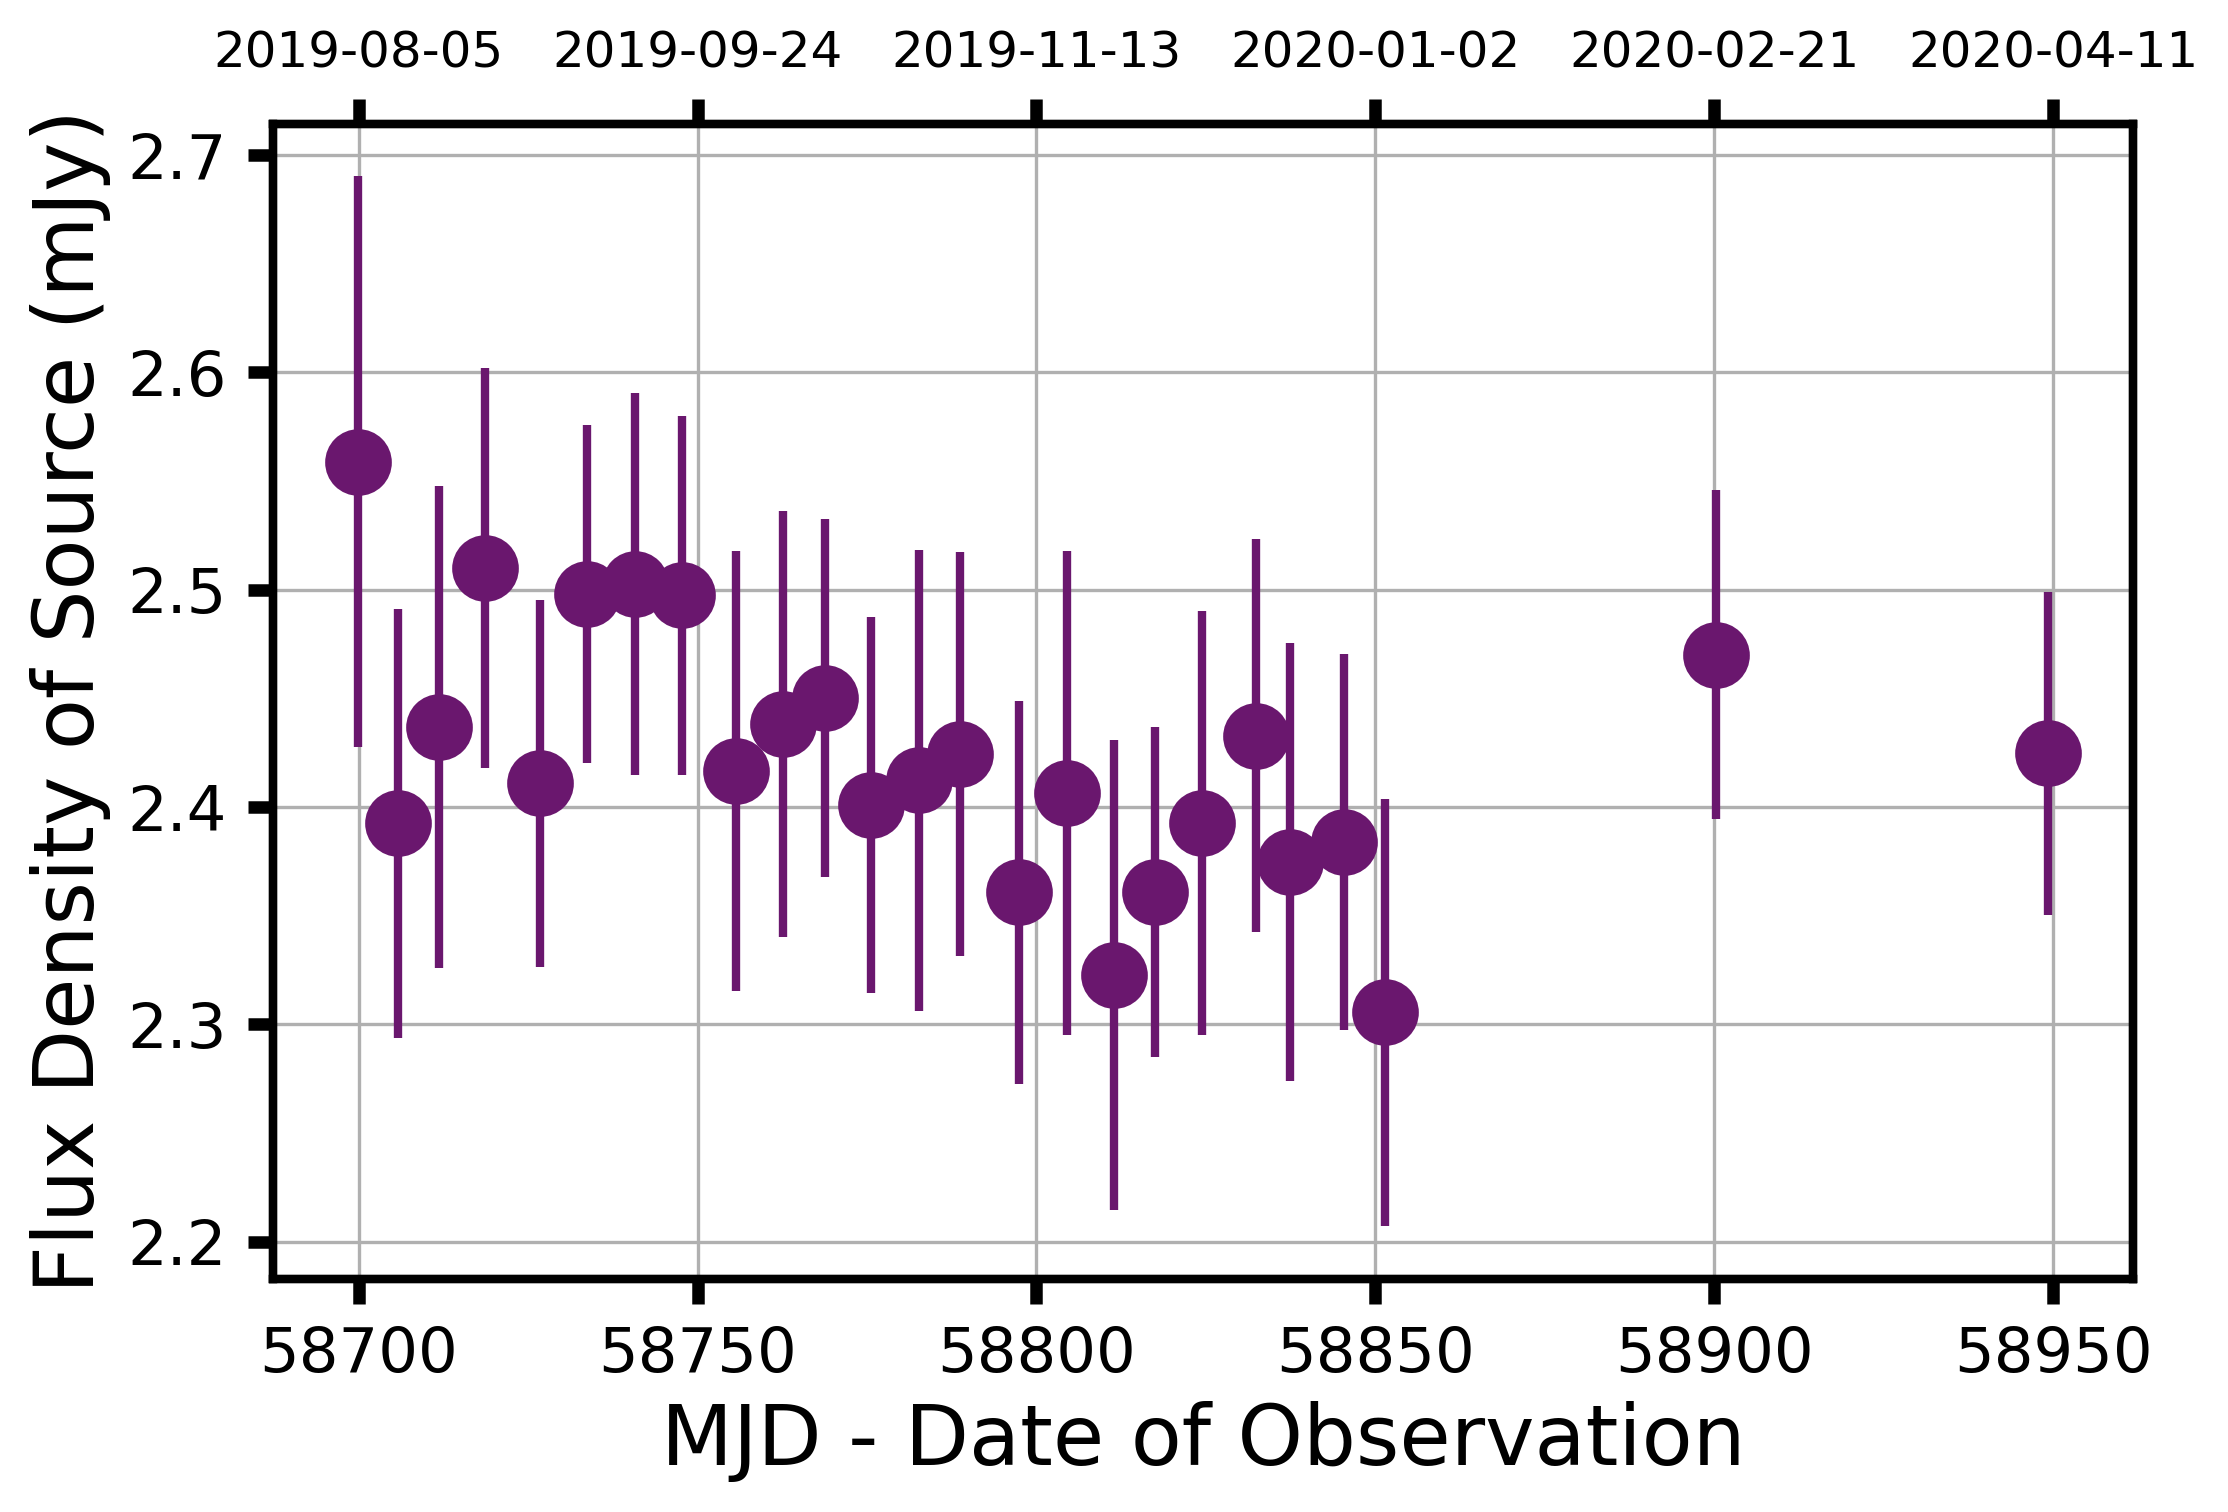 2019-08-05 2019-09-24 2019-11-13 2020-01-02 2020-02-21 2020-04-11
Flux Density of Source (mJy)
2.7
2.6
2.5
2.4
2.3
2.2
58700 58750 58800 58850 58900 58950
MJD - Date of Observation